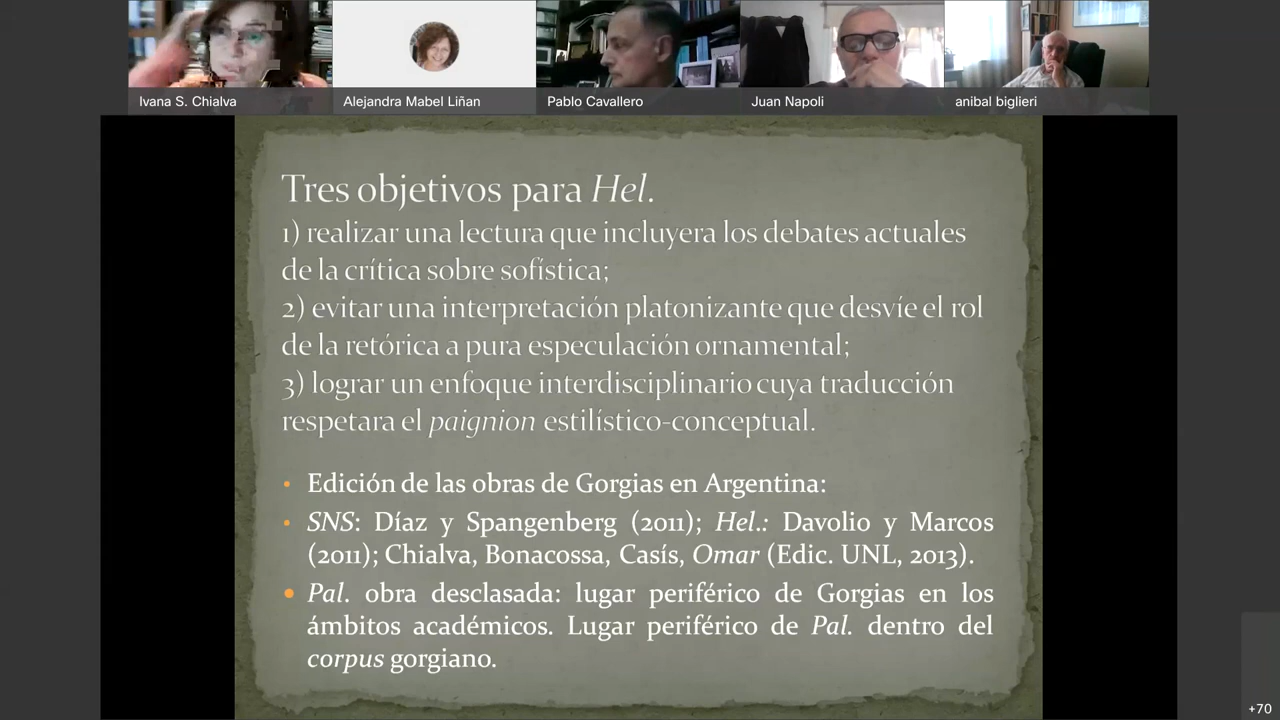 Ivana S. Chialva
Alejandra Mabel Liñan
Pablo Cavallero
Juan Napoli
anibal biglieri
Tres objetivos para Hel.
1) realizar una lectura que incluyera los debates actuales
de la crítica sobre sofística;
2) evitar una interpretación platonizante que desvíe el rol
de la retórica a pura especulación ornamental;
3) lograr un enfoque interdisciplinario cuya traducción
respetara el paignion estilístico-conceptual.
• Edición de las obras de Gorgias en Argentina:
• SNS: Díaz y Spangenberg (2011); Hel.: Davolio y Marcos
(2011); Chialva, Bonacossa, Casís, Omar (Edic. UNL, 2013).
• Pal. obra desclasada: lugar periférico de Gorgias en los
ámbitos académicos. Lugar periférico de Pal. dentro del
corpus gorgiano.
+70